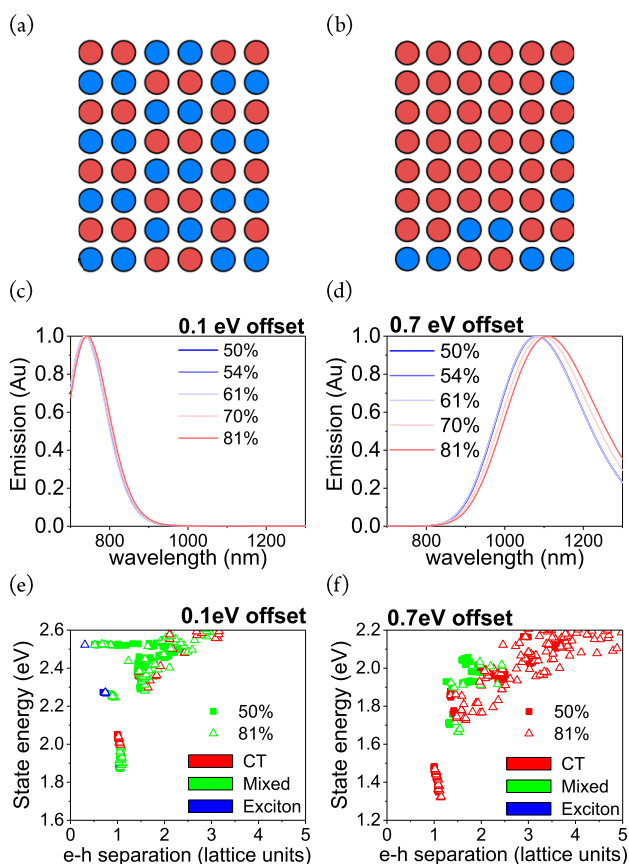 (a)
(b)
(c)
0.1 eV offset
50%
54%
61%
70%
81%
Emission (Au)
1.0
0.8
0.6
0.4
0.2
0.0
800
1000
1200
wavelength (nm)
(d)
0.7 eV offset
50%
54%
61%
70%
81%
Emission (Au)
1.0
0.8
0.6
0.4
0.2
0.0
800
1000
1200
wavelength (nm)
(e)
0.1eV offset
State energy (eV)
2.6
2.4
2.2
2.0
1.8
1.6
50%
81%
CT
Mixed
Exciton
0
1
2
3
4
5
e-h separation (lattice units)
(f)
0.7eV offset
State energy (eV)
2.2
2.0
1.8
1.6
1.4
1.2
50%
81%
CT
Mixed
Exciton
0
1
2
3
4
5
e-h separation (lattice units)